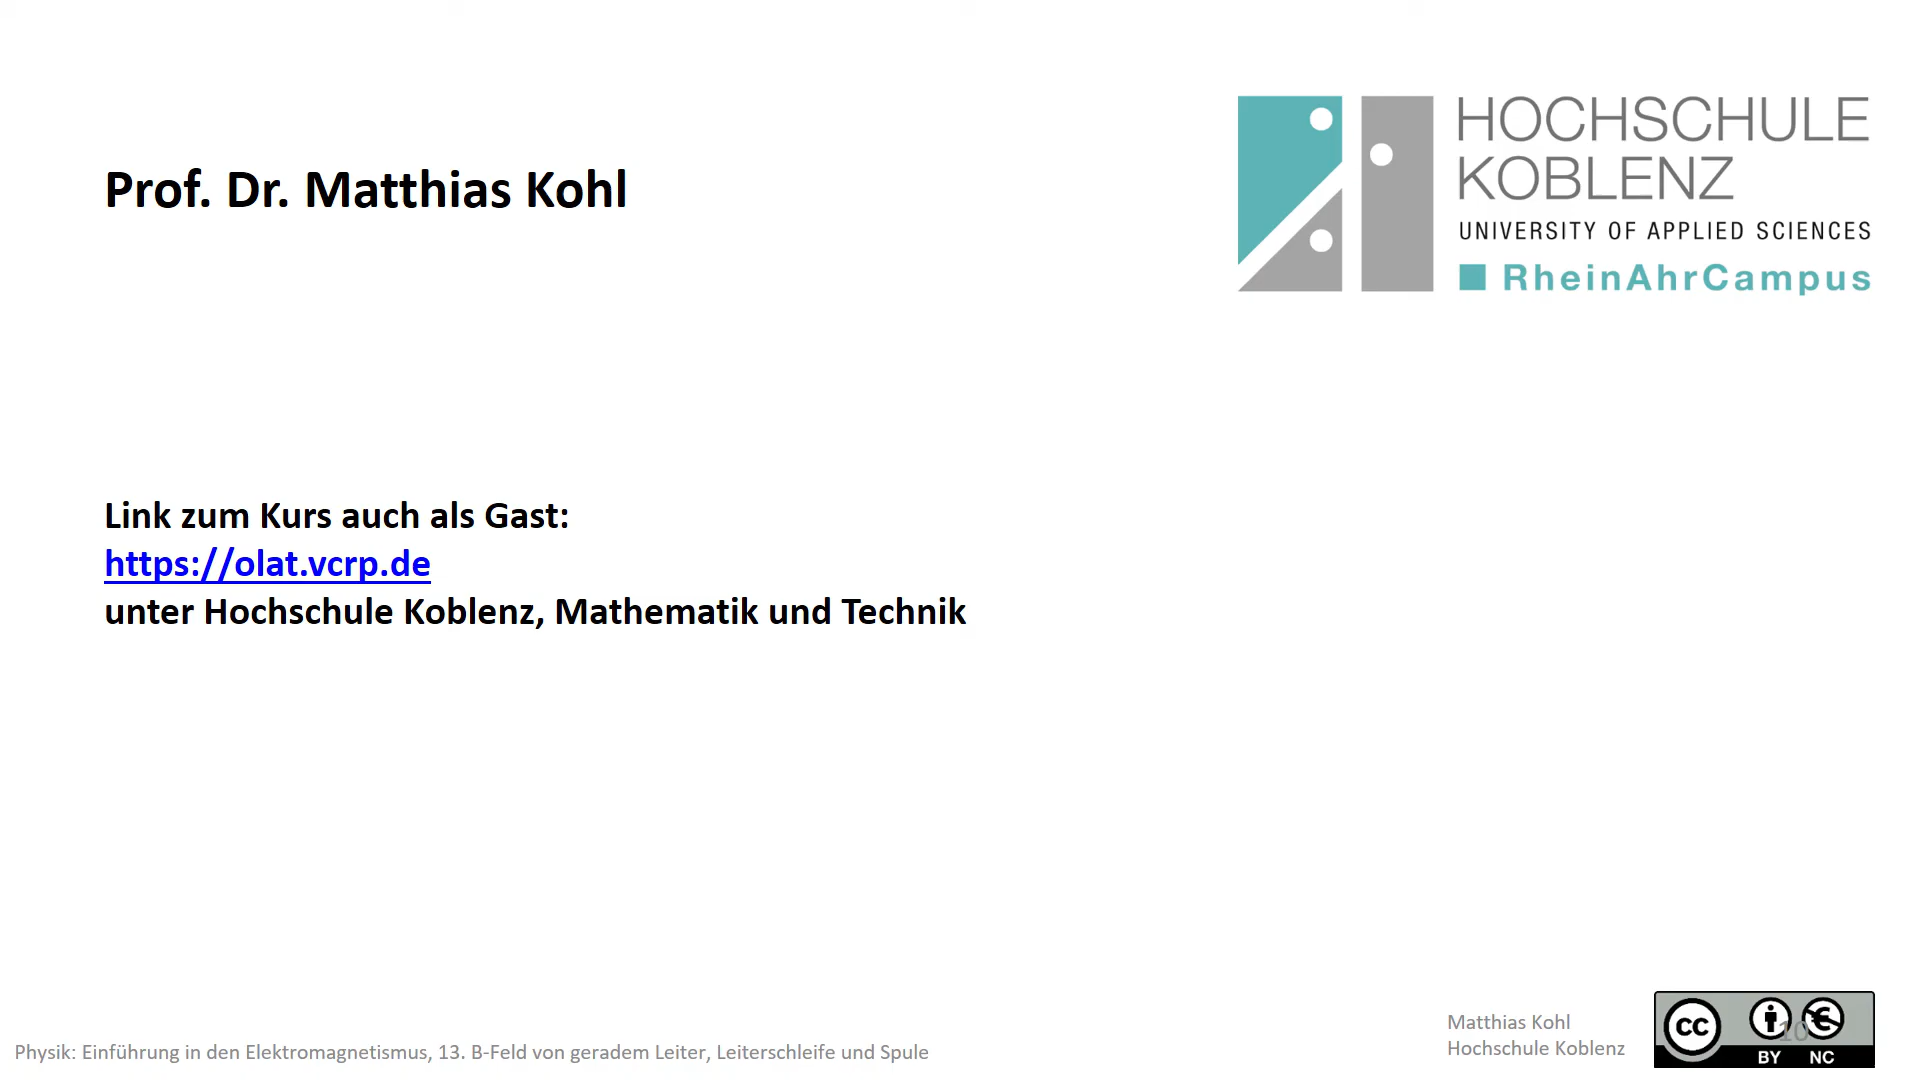 Prof. Dr. Matthias Kohl
HOCHSCHULE
KOBLENZ
UNIVERSITY OF APPLIED SCIENCES
RheinAhrCampus
Link zum Kurs auch als Gast:
https://olat.vcrp.de
unter Hochschule Koblenz, Mathematik und Technik
Physik: Einführung in den Elektromagnetismus, 13. B-Feld von geradem Leiter, Leiterschleife und Spule
Matthias Kohl
Hochschule Koblenz
cc
10
BY NC